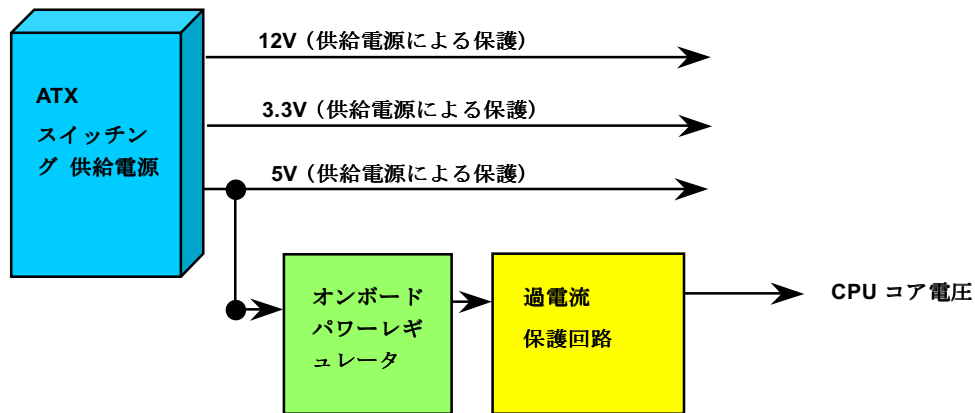 12V (供給電源による保護)
ATX
スイッチン
グ 供給電源
3.3V (供給電源による保護)
5V (供給電源による保護)
オンボード
パワーレギ
ュレータ
過電流
保護回路
CPU コア電圧